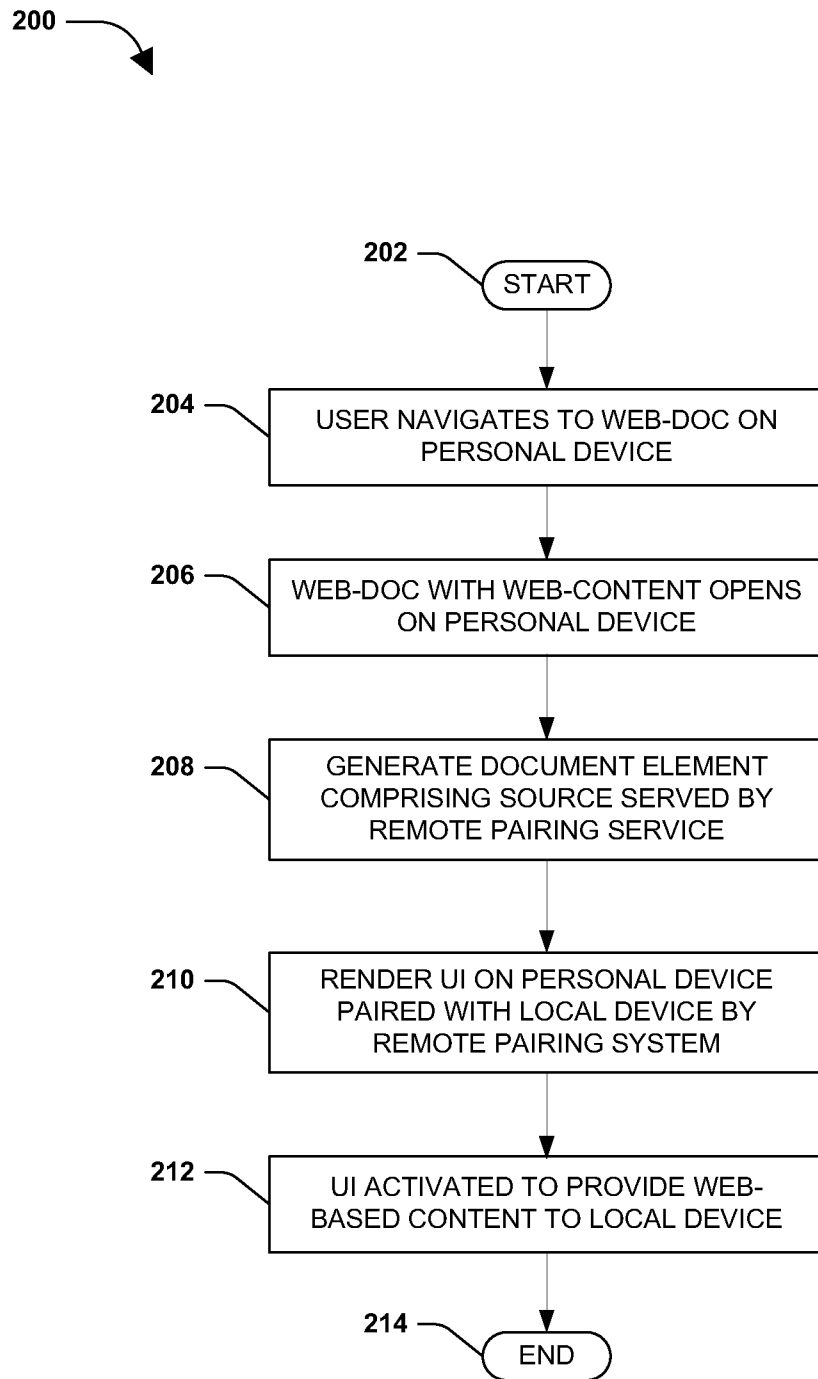 200
202
START
204
USER NAVIGATES TO WEB-DOC ON
PERSONAL DEVICE
206
WEB-DOC WITH WEB-CONTENT OPENS
ON PERSONAL DEVICE
208
GENERATE DOCUMENT ELEMENT
COMPRISING SOURCE SERVED BY
REMOTE PAIRING SERVICE
210
RENDER UI ON PERSONAL DEVICE
PAIRED WITH LOCAL DEVICE BY
REMOTE PAIRING SYSTEM
212
UI ACTIVATED TO PROVIDE WEB-
BASED CONTENT TO LOCAL DEVICE
214
END